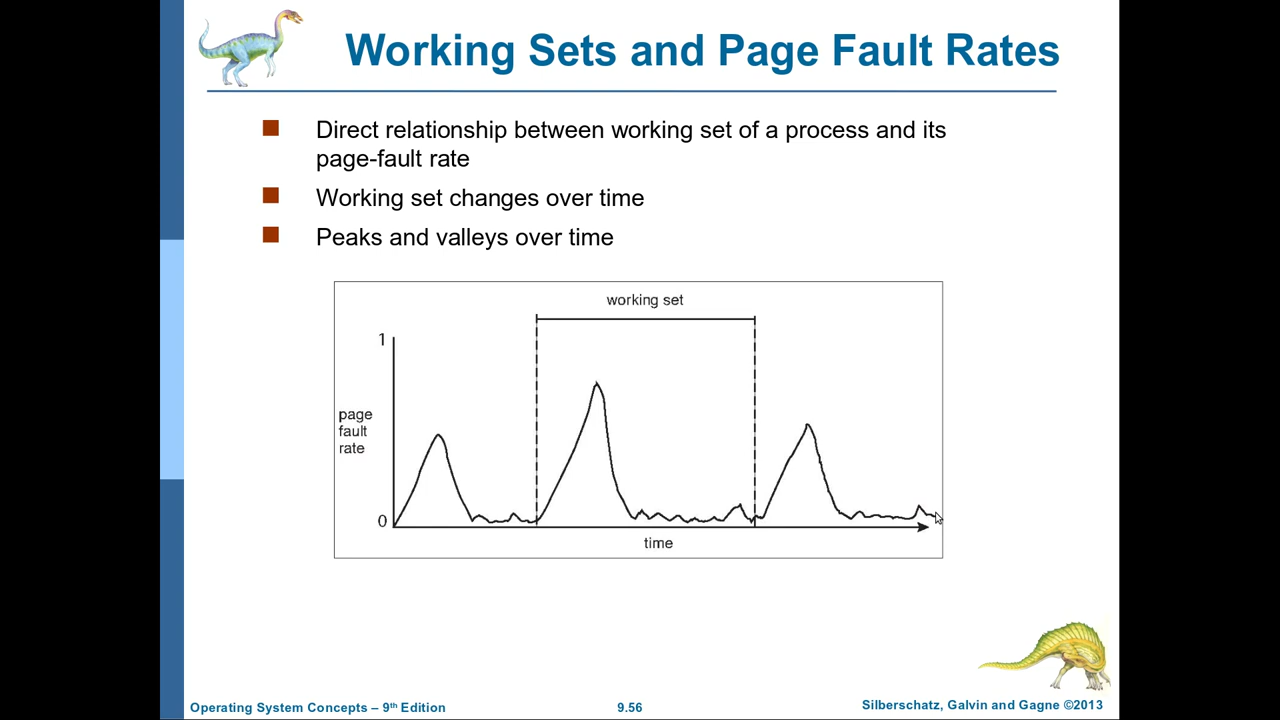 Working Sets and Page Fault Rates
Direct relationship between working set of a process and its
page-fault rate
Working set changes over time
Peaks and valleys over time
working set
1
page
fault
rate
0
time
Operating System Concepts – 9th Edition
9.56
Silberschatz, Galvin and Gagne ©2013